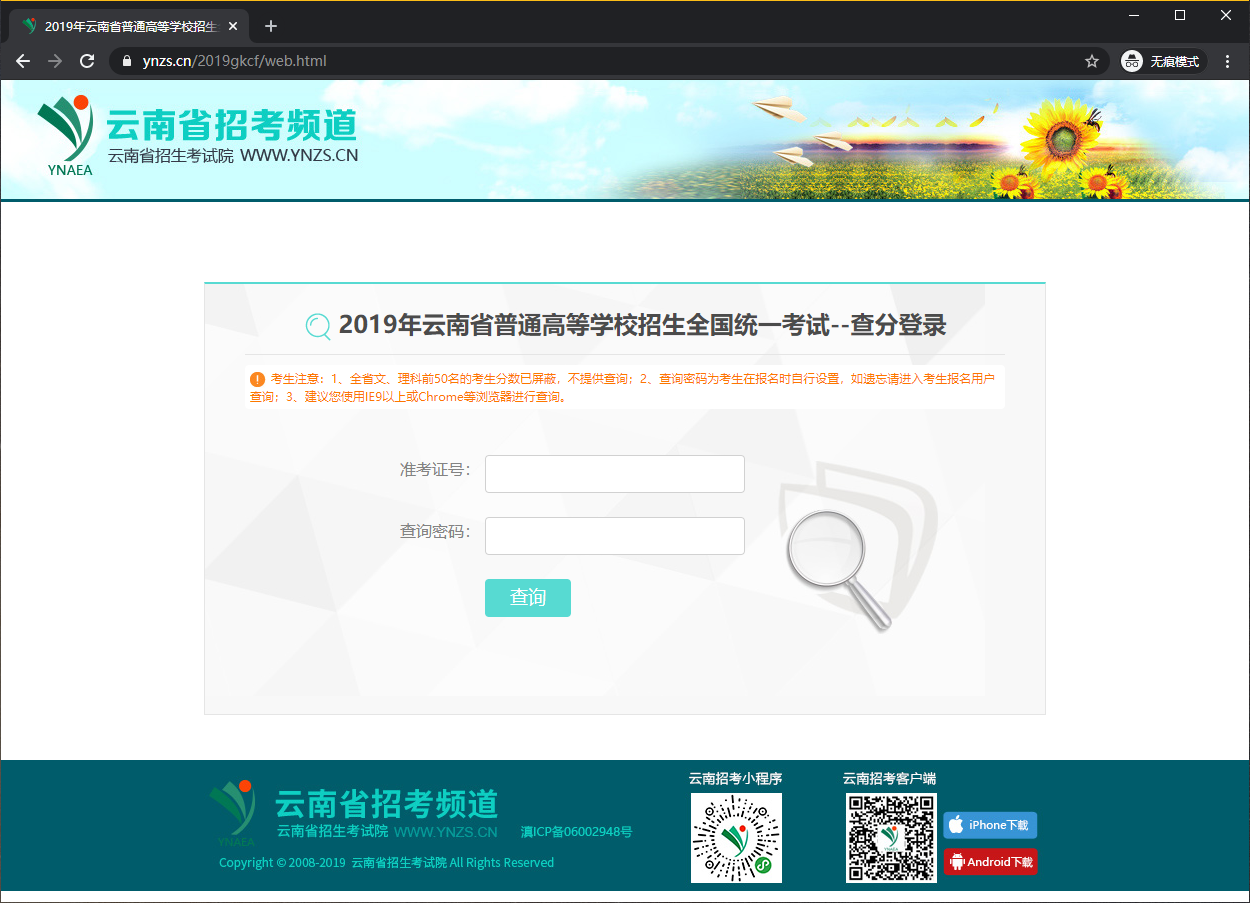 2019年云南省普通高等学校招生
ynzs.cn/2019gkcf/web.html
无痕模式
云南省招考频道
云南省招生考试院 WWW.YNZS.CN
YNAEA
2019年云南省普通高等学校招生全国统一考试--查分登录
考生注意：1、全省文、理科前50名的考生分数已屏蔽，不提供查询；2、查询密码为考生在报名时自行设置，如遗忘请进入考生报名用户
查询；3、建议您使用IE9以上或Chrome等浏览器进行查询。
准考证号：
查询密码：
查询
云南省招考频道
云南省招生考试院 WWW.YNZS.CN
YNAEA
滇ICP备06002948号
Copyright © 2008-2019 云南省招生考试院 All Rights Reserved
云南招考小程序
云南招考客户端
iPhone下载
Android下载